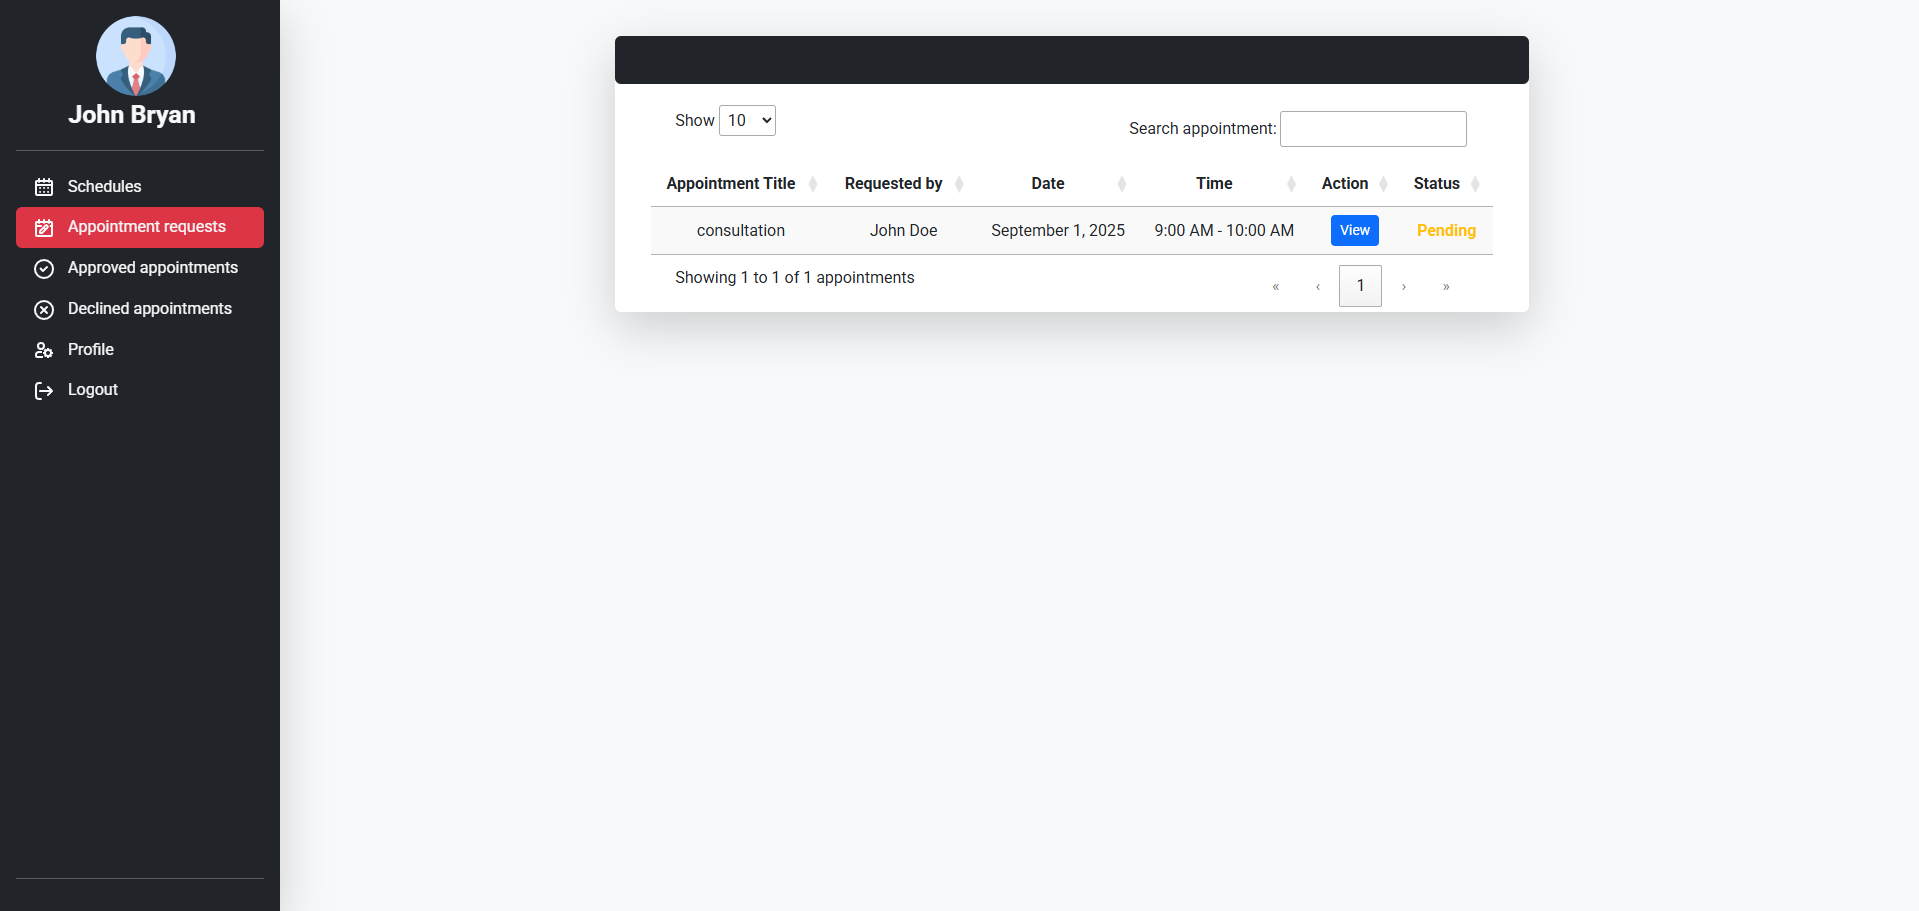 John Bryan
Schedules
Appointment requests
Approved appointments
Declined appointments
Profile
Logout
Show 10
Search appointment:
Appointment Title Requested by Date Time Action Status
consultation John Doe September 1, 2025 9:00 AM - 10:00 AM View Pending
Showing 1 to 1 of 1 appointments
« ‹ 1 › »